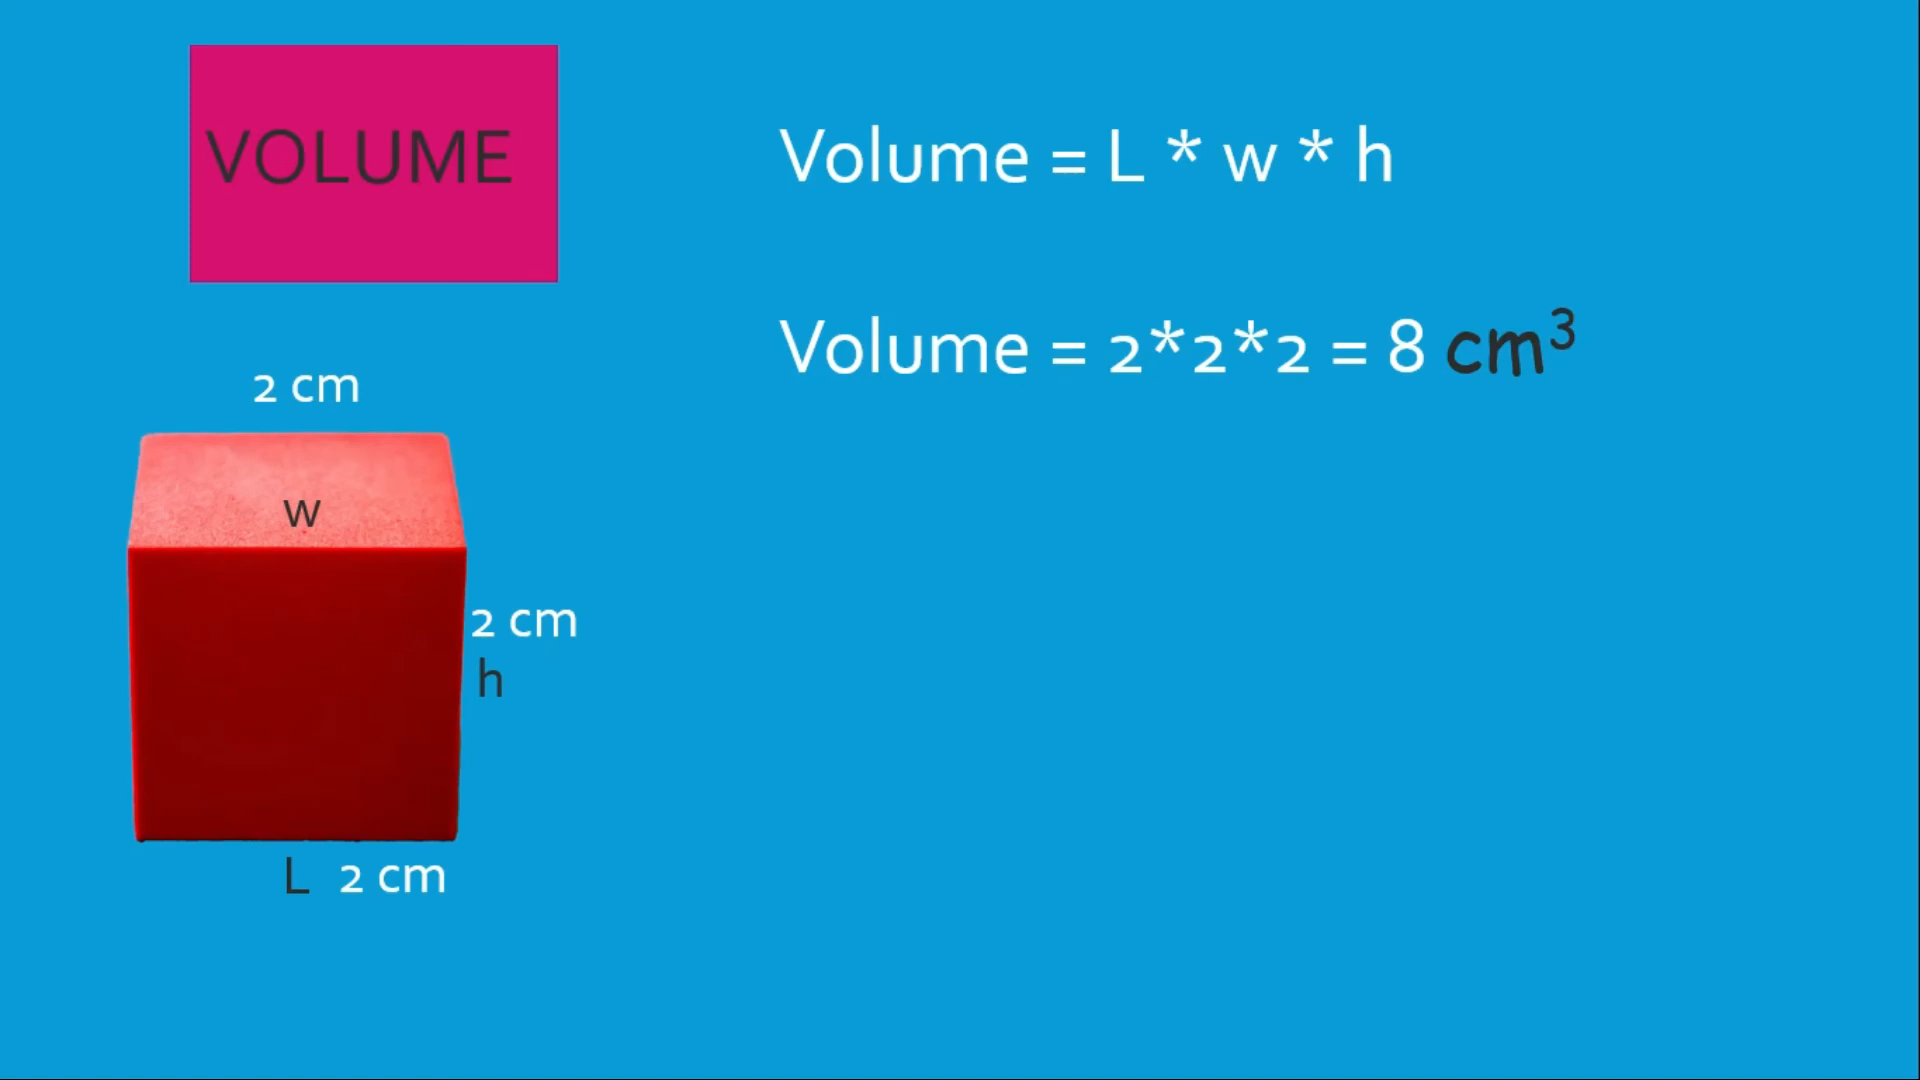 VOLUME
Volume = L * w * h
Volume = 2*2*2 = 8 cm³
2 cm
w
2 cm
h
L 2 cm